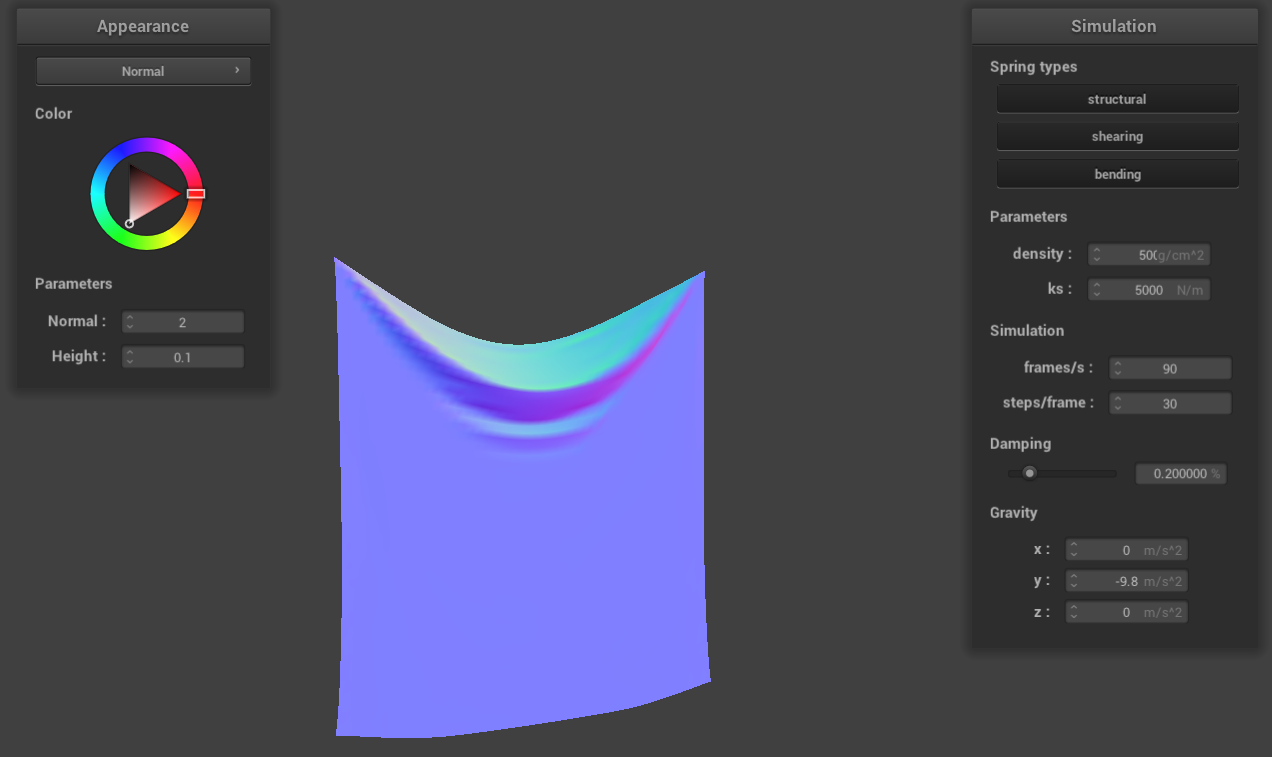 Appearance
Normal
Color
Parameters
Normal :
2
Height :
0.1
Simulation
Spring types
structural
shearing
bending
Parameters
density :
500 g/cm^2
ks :
5000 N/m
Simulation
frames/s :
90
steps/frame :
30
Damping
0.200000 %
Gravity
x :
0 m/s^2
y :
-9.8 m/s^2
z :
0 m/s^2